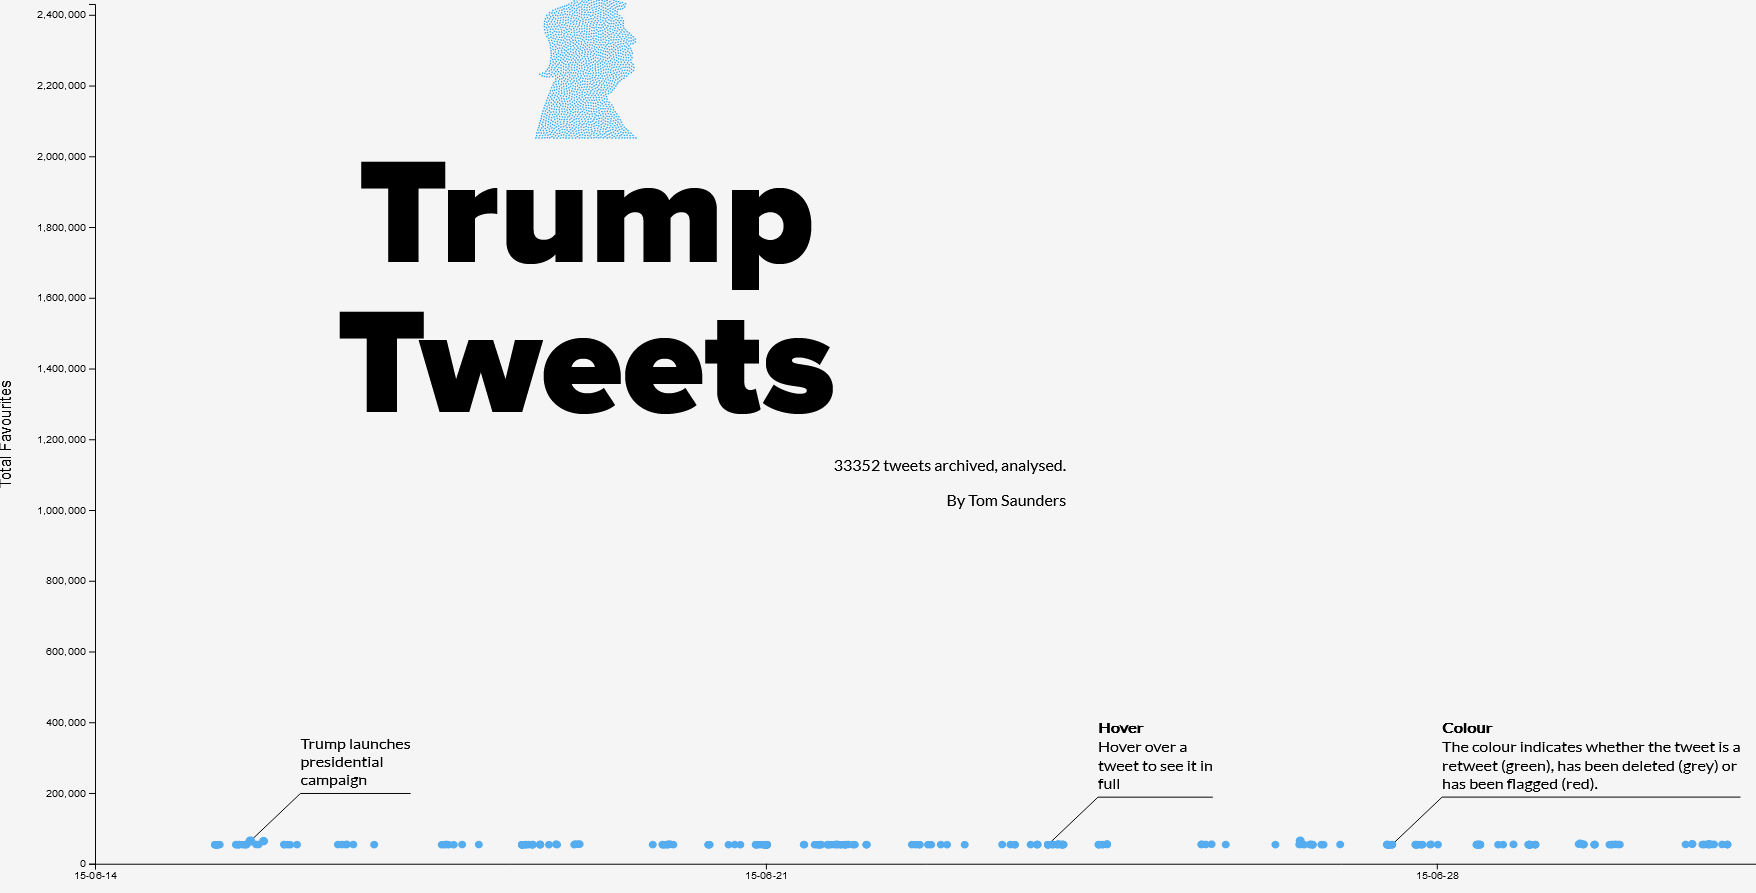 2,400,000
2,200,000
2,000,000
1,800,000
1,600,000
1,400,000
1,200,000
1,000,000
800,000
600,000
400,000
200,000
0
Total Favourites
Trump
Tweets
33352 tweets archived, analysed.
By Tom Saunders
Trump launches
presidential
campaign
Hover
Hover over a
tweet to see it in
full
Colour
The colour indicates whether the tweet is a
retweet (green), has been deleted (grey) or
has been flagged (red).
15-06-14
15-06-21
15-06-28